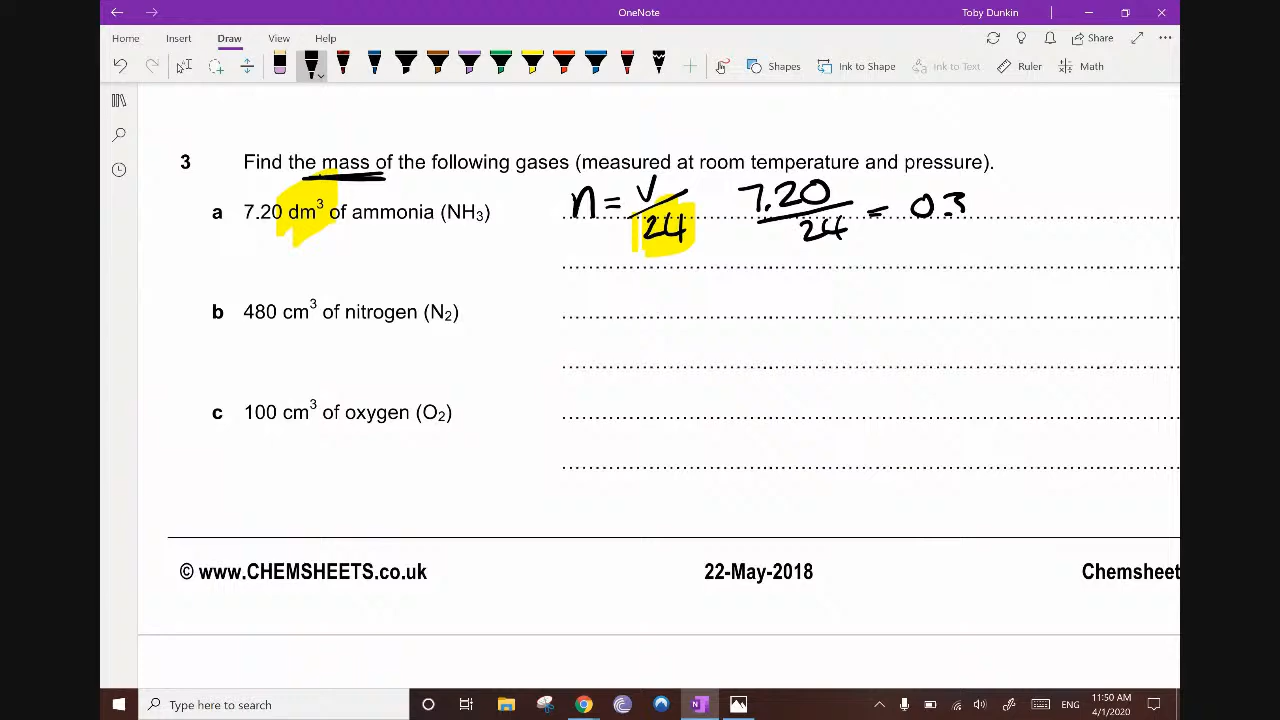 OneNote
Toby Dunkin
Home Insert Draw View Help
Share
Shapes Ink to Shape Ink to Text Ruler Math
3 Find the mass of the following gases (measured at room temperature and pressure).
a 7.20 dm³ of ammonia (NH₃) n = V/24 7.20/24 = 0.3
b 480 cm³ of nitrogen (N₂)
c 100 cm³ of oxygen (O₂)
© www.CHEMSHEETS.co.uk 22-May-2018 Chemsheet
Type here to search
ENG
11:50 AM
4/1/2020